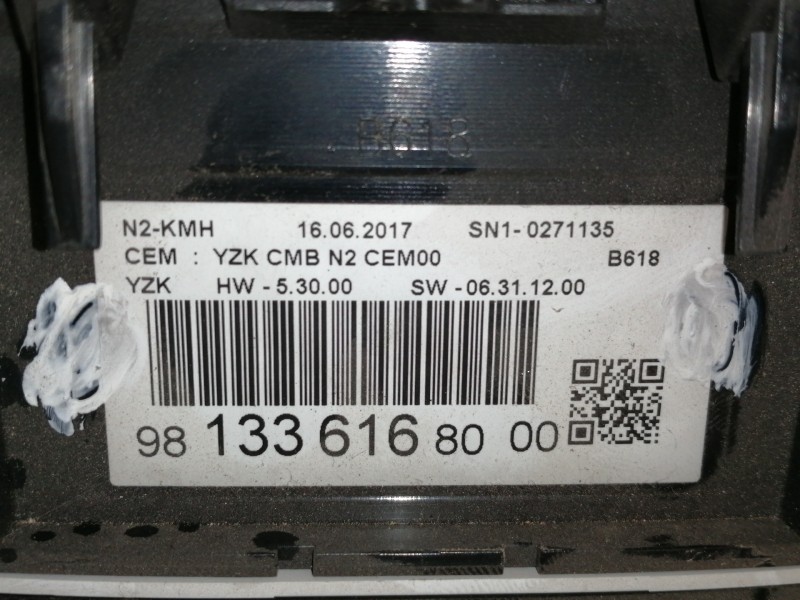 N2-KMH 16.06.2017 SN1- 0271135
CEM : YZK CMB N2 CEM00 B618
YZK HW - 5.30.00 SW - 06.31.12.00
98 133 616 80 00